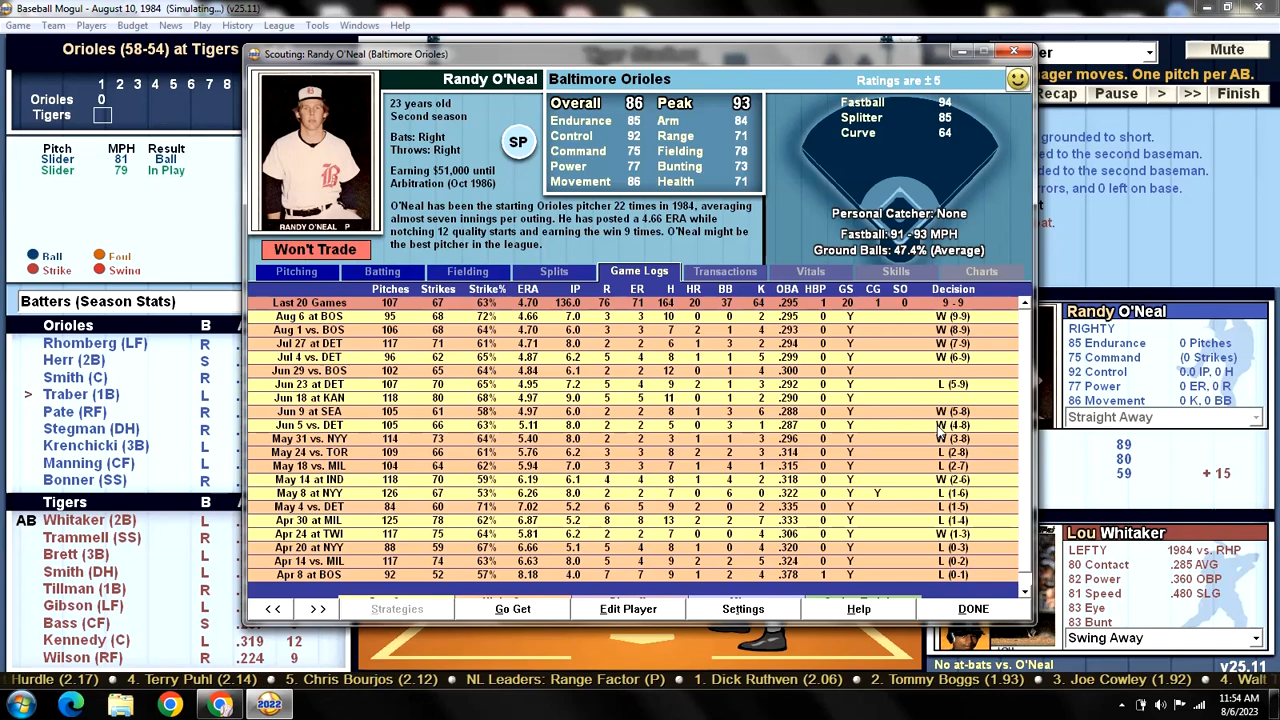 Baseball Mogul - August 10, 1984 (Simulating...) (v25.11)
Game Team Players Budget News Play History League Tools Windows Help
Orioles (58-54) at Tigers
1 2 3 4 5 6 7 8
Orioles 0
Tigers
Pitch MPH Result
Slider 81 Ball
Slider 79 In Play
Ball Foul
Strike Swing
Batters (Season Stats)
Orioles B
Rhomberg (LF) R
Herr (2B) S
Smith (C) R
> Traber (1B) L
Pate (RF) R
Stegman (DH) R
Krenchicki (3B) L
Manning (CF) L
Bonner (SS) R
Tigers B
AB Whitaker (2B) L
Trammell (SS) R
Brett (3B) L
Smith (DH) L
Tillman (1B) R
Gibson (LF) L
Bass (CF) L
Kennedy (C) L .319 12
Wilson (RF) R .224 9
Scouting: Randy O'Neal (Baltimore Orioles)
RANDY O'NEAL P
Won't Trade
Randy O'Neal
23 years old
Second season
Bats: Right
Throws: Right
Earning $51,000 until
Arbitration (Oct 1986)
SP
Baltimore Orioles
Overall 86 Peak 93
Endurance 85 Arm 84
Control 92 Range 71
Command 75 Fielding 78
Power 77 Bunting 73
Movement 86 Health 71
O'Neal has been the starting Orioles pitcher 22 times in 1984, averaging
almost seven innings per outing. He has posted a 4.66 ERA while
notching 12 quality starts and earning the win 9 times. O'Neal might be
the best pitcher in the league.
Ratings are ± 5
Fastball 94
Splitter 85
Curve 64
Personal Catcher: None
Fastball: 91 - 93 MPH
Ground Balls: 47.4% (Average)
Pitching Batting Fielding Splits Game Logs Transactions Vitals Skills Charts
Pitches Strikes Strike% ERA IP R ER H HR BB K OBA HBP GS CG SO Decision
Last 20 Games 107 67 63% 4.70 136.0 76 71 164 20 37 64 .295 1 20 1 0 9 - 9
Aug 6 at BOS 95 68 72% 4.66 7.0 3 3 10 0 0 2 .295 0 Y W (9-9)
Aug 1 vs. BOS 106 68 64% 4.70 6.0 3 3 7 2 1 4 .293 0 Y W (8-9)
Jul 27 at DET 117 71 61% 4.71 8.0 2 2 6 1 3 3 .294 0 Y W (7-9)
Jul 4 vs. DET 96 62 65% 4.87 6.2 5 4 8 1 1 5 .299 0 Y W (6-9)
Jun 29 vs. BOS 102 65 64% 4.84 6.1 2 2 12 0 1 4 .300 0 Y
Jun 23 at DET 107 70 65% 4.95 7.2 5 4 9 2 1 3 .292 0 Y L (5-9)
Jun 18 at KAN 118 80 68% 4.97 9.0 5 5 11 0 1 2 .290 0 Y
Jun 9 at SEA 105 61 58% 4.97 6.0 2 2 8 1 3 6 .288 0 Y W (5-8)
Jun 5 vs. DET 105 66 63% 5.11 8.0 2 2 5 0 3 1 .287 0 Y W (4-8)
May 31 vs. NYY 114 73 64% 5.40 8.0 2 2 8 1 1 3 .296 0 Y W (3-8)
May 24 vs. TOR 109 66 61% 5.76 6.2 3 3 8 2 2 3 .314 0 Y L (2-8)
May 18 vs. MIL 104 64 62% 5.94 7.0 3 3 7 1 4 1 .315 0 Y L (2-7)
May 14 at IND 118 70 59% 6.19 6.1 4 4 8 1 4 2 .318 0 Y W (2-6)
May 8 at NYY 126 67 53% 6.26 8.0 2 2 7 0 6 0 .322 0 Y Y L (1-6)
May 4 vs. DET 84 60 71% 7.02 5.2 6 5 9 2 0 2 .335 0 Y L (1-5)
Apr 30 at MIL 125 78 62% 6.87 5.2 8 8 13 2 2 7 .333 0 Y L (1-4)
Apr 24 at TWI 117 75 64% 5.81 6.2 2 2 7 0 0 4 .306 0 Y W (1-3)
Apr 20 at NYY 88 59 67% 6.66 5.1 5 4 8 1 0 4 .320 0 Y L (0-3)
Apr 14 vs. MIL 117 74 63% 6.63 8.0 5 4 9 2 2 5 .324 0 Y L (0-2)
Apr 8 at BOS 92 52 57% 8.18 4.0 7 7 9 1 2 4 .378 1 Y L (0-1)
<< >> Strategies Go Get Edit Player Settings Help DONE
Mute
ager moves. One pitch per AB.
Recap Pause > >> Finish
grounded to short.
ed to the second baseman.
ed to the second baseman.
rors, and 0 left on base.
Randy O'Neal
RIGHTY
85 Endurance 0 Pitches
75 Command (0 Strikes)
92 Control 0.0 IP, 0 H
77 Power 0 ER, 0 R
86 Movement 0 K, 0 BB
Straight Away
89
80
59 + 15
Lou Whitaker
LEFTY 1984 vs. RHP
80 Contact .285 AVG
82 Power .360 OBP
81 Speed .480 SLG
83 Eye
83 Bunt
Swing Away
No at-bats vs. O'Neal v25.11
Hurdle (2.17) 4. Terry Puhl (2.14) 5. Chris Bourjos (2.12) NL Leaders: Range Factor (P) 1. Dick Ruthven (2.06) 2. Tommy Boggs (1.93) 3. Joe Cowley (1.92) 4. Walt
2022
11:54 AM
8/6/2023